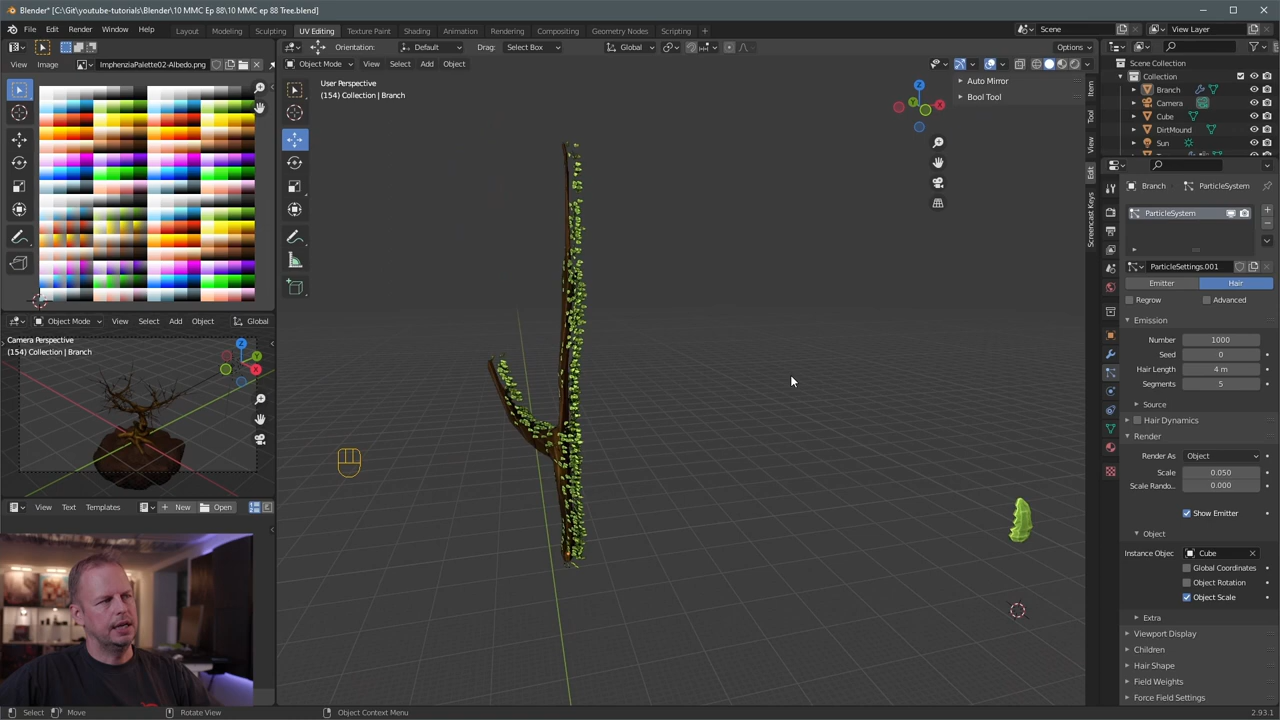 Blender* [C:\Git\youtube-tutorials\Blender\10 MMC Ep 88\10 MMC ep 88 Tree.blend]
File Edit Render Window Help
Layout Modeling Sculpting UV Editing Texture Paint Shading Animation Rendering Compositing Geometry Nodes Scripting +
Scene View Layer
Orientation: Default Drag: Select Box Global Options
View Image ImphenziaPalette02-Albedo.png
Object Mode View Select Add Object
User Perspective
(154) Collection | Branch
Auto Mirror
Bool Tool
Item
Tool
View
Edit
Screencast Keys
Z
Y
X
Scene Collection
Collection
Branch
Camera
Cube
DirtMound
Sun
Branch ParticleSystem
ParticleSystem
ParticleSettings.001
Emitter Hair
Regrow Advanced
Emission
Number 1000
Seed 0
Hair Length 4 m
Segments 5
Source
Hair Dynamics
Render
Render As Object
Scale 0.050
Scale Rando... 0.000
Show Emitter
Object
Instance Objec Cube
Global Coordinates
Object Rotation
Object Scale
Extra
Viewport Display
Children
Hair Shape
Field Weights
Force Field Settings
Object Mode View Select Add Object Global
Camera Perspective
(154) Collection | Branch
Z
Y
X
View Text Templates + New Open
Select Move Rotate View Object Context Menu 2.93.1